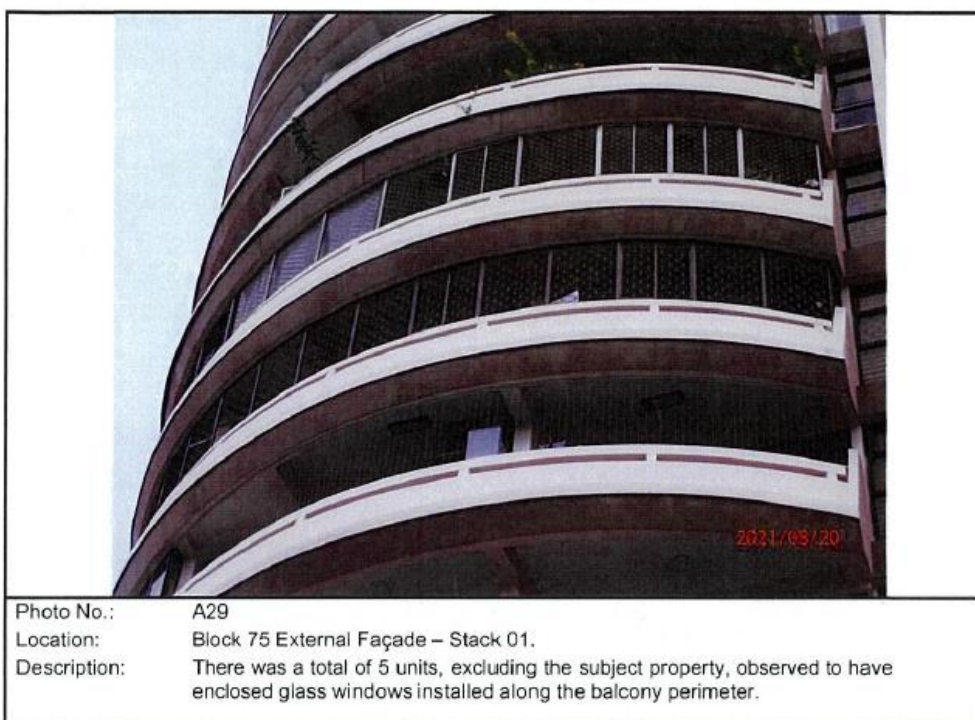 2021/09/20
Photo No.: A29
Location: Block 75 External Façade – Stack 01.
Description: There was a total of 5 units, excluding the subject property, observed to have
enclosed glass windows installed along the balcony perimeter.